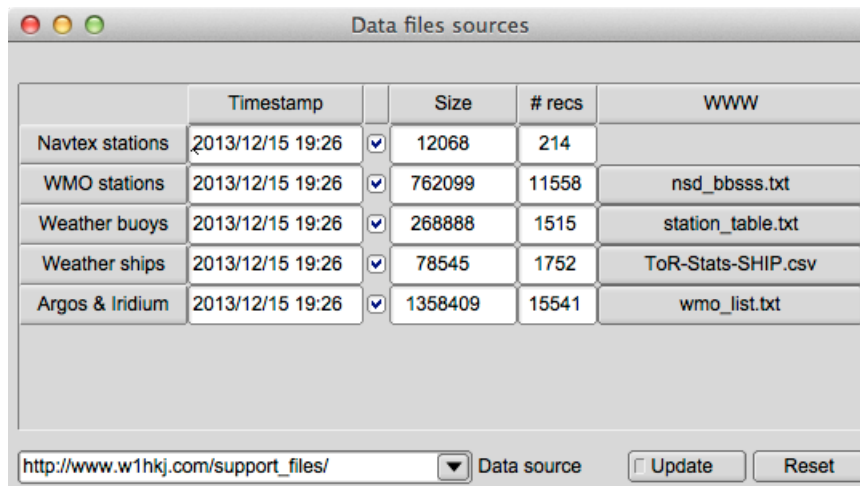 Data files sources
Timestamp Size # recs WWW
Navtex stations 2013/12/15 19:26 12068 214
WMO stations 2013/12/15 19:26 762099 11558 nsd_bbsss.txt
Weather buoys 2013/12/15 19:26 268888 1515 station_table.txt
Weather ships 2013/12/15 19:26 78545 1752 ToR-Stats-SHIP.csv
Argos & Iridium 2013/12/15 19:26 1358409 15541 wmo_list.txt
http://www.w1hkj.com/support_files/ Data source Update Reset